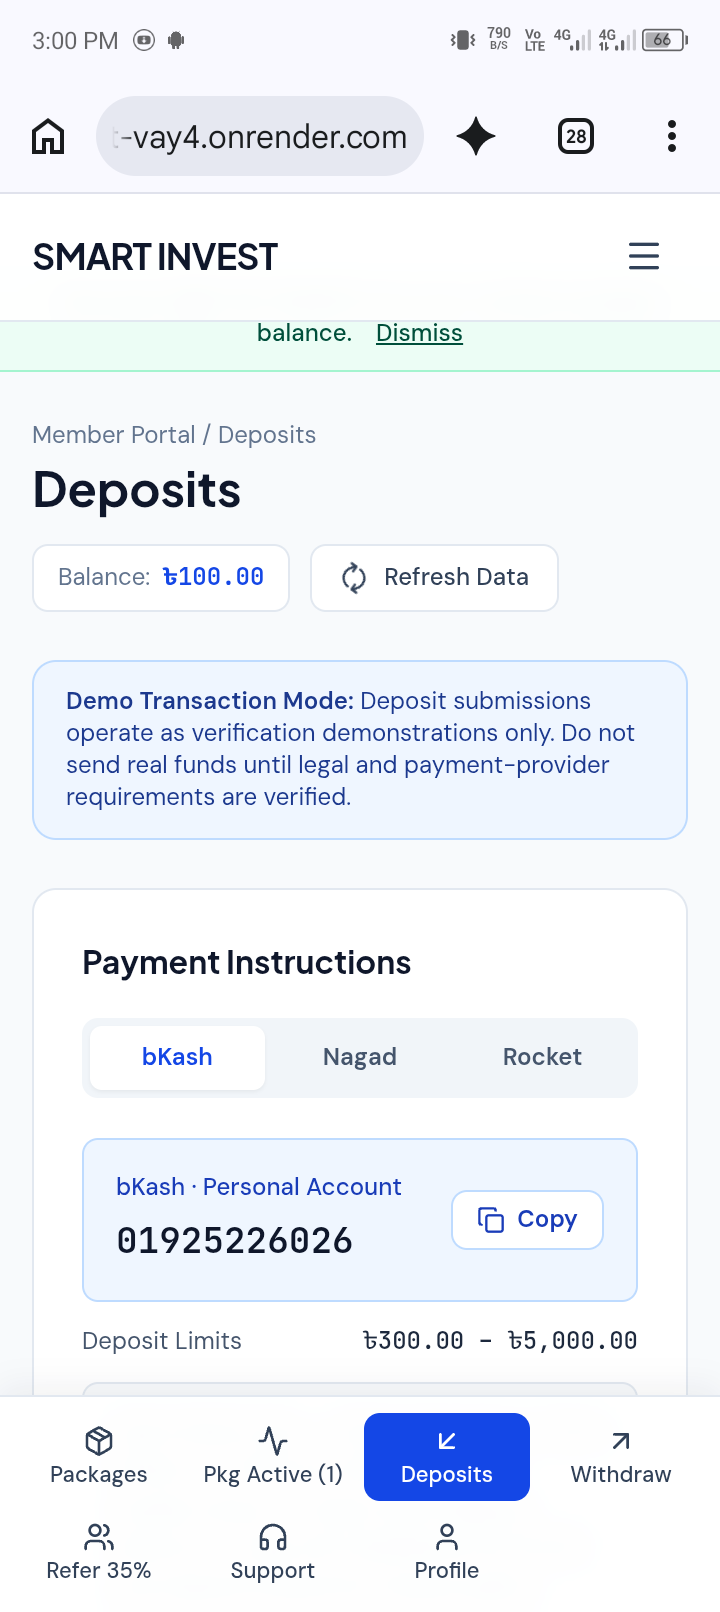 3:00 PM
790 B/S Vo LTE 4G 4G 66
t-vay4.onrender.com
28
SMART INVEST
balance. Dismiss
Member Portal / Deposits
Deposits
Balance: ৳100.00
Refresh Data
Demo Transaction Mode: Deposit submissions
operate as verification demonstrations only. Do not
send real funds until legal and payment-provider
requirements are verified.
Payment Instructions
bKash Nagad Rocket
bKash · Personal Account
01925226026
Copy
Deposit Limits ৳300.00 - ৳5,000.00
Packages Pkg Active (1) Deposits Withdraw
Refer 35% Support Profile